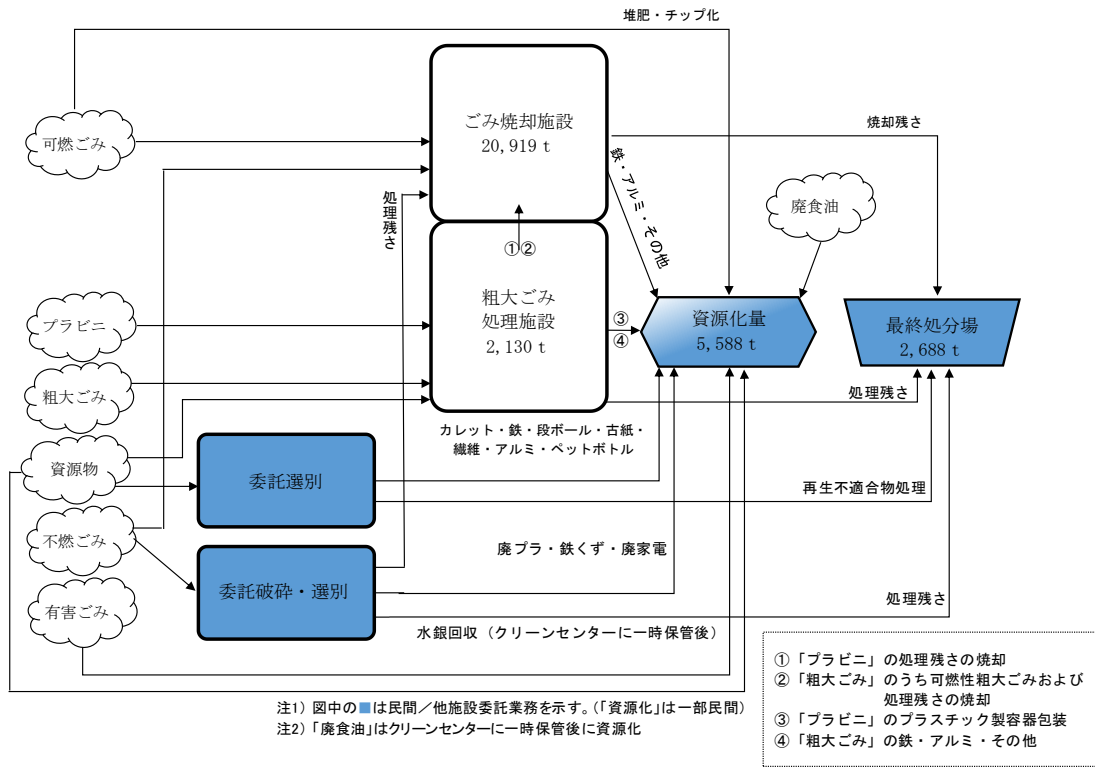 堆肥・チップ化
可燃ごみ
ごみ焼却施設
20,919 t
焼却残さ
鉄・アルミ・その他
廃食油
処理残さ
①②
プラビニ
粗大ごみ
処理施設
2,130 t
③
④
資源化量
5,588 t
最終処分場
2,688 t
粗大ごみ
処理残さ
カレット・鉄・段ボール・古紙・
繊維・アルミ・ペットボトル
資源物
委託選別
再生不適合物処理
不燃ごみ
廃プラ・鉄くず・廃家電
委託破砕・選別
処理残さ
有害ごみ
水銀回収（クリーンセンターに一時保管後）
①「プラビニ」の処理残さの焼却
②「粗大ごみ」のうち可燃性粗大ごみおよび
処理残さの焼却
③「プラビニ」のプラスチック製容器包装
④「粗大ごみ」の鉄・アルミ・その他
注1）図中の■は民間／他施設委託業務を示す。（「資源化」は一部民間）
注2）「廃食油」はクリーンセンターに一時保管後に資源化